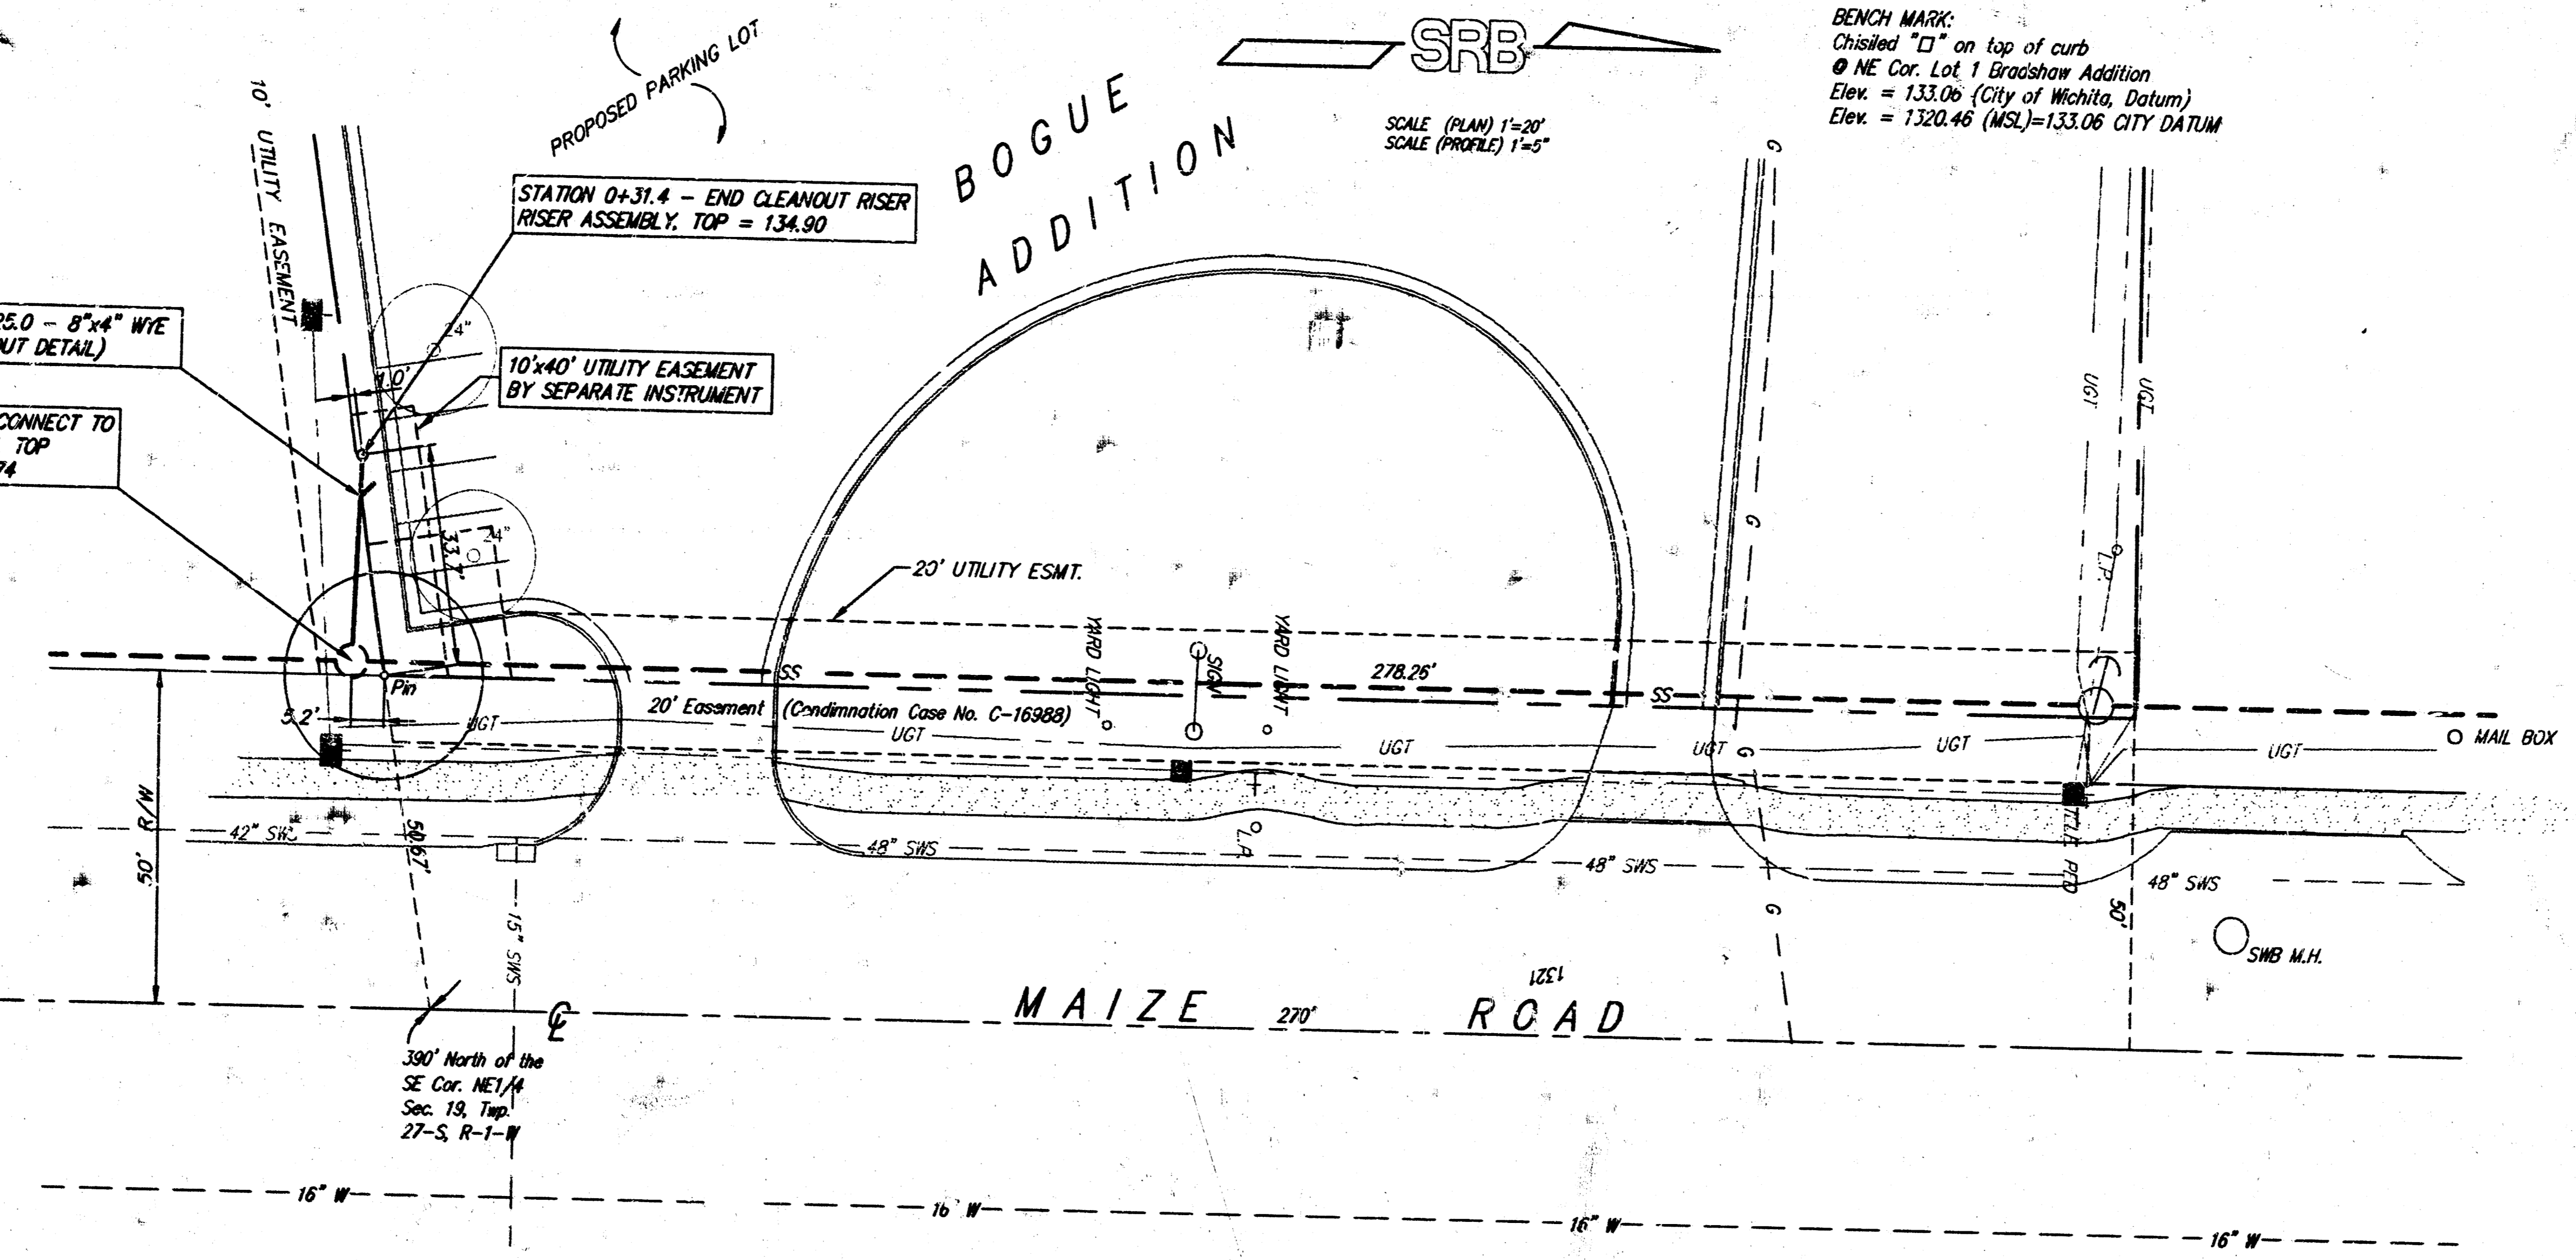 SRB
BENCH MARK:
Chisiled "□" on top of curb
@ NE Cor. Lot 1 Bradshaw Addition
Elev. = 133.06 (City of Wichita, Datum)
Elev. = 1320.46 (MSL)=133.06 CITY DATUM
SCALE (PLAN) 1"=20'
SCALE (PROFILE) 1"=5"
PROPOSED PARKING LOT
BOGUE
ADDITION
10' UTILITY EASEMENT
STATION 0+31.4 - END CLEANOUT RISER
RISER ASSEMBLY. TOP = 134.90
25.0 - 8"x4" WYE
OUT DETAIL)
10'x40' UTILITY EASEMENT
BY SEPARATE INSTRUMENT
CONNECT TO
TOP
74
24"
1.0'
24"
33.7'
20' UTILITY ESMT.
G
G
G
G
UGT
UGT
L.P.
YARD LIGHT
SIGN
YARD LIGHT
278.26'
SS
SS
Pin
5.2'
20' Easement (Condimnation Case No. C-16988)
UGT
UGT
UGT
UGT
UGT
UGT
MAIL BOX
50' R/W
42" SWS
50.67'
48" SWS
L.P.
48" SWS
TELE PED
48" SWS
50'
15" SWS
SWB M.H.
1321
MAIZE 270' ROAD
℄
390' North of the
SE Cor. NE1/4
Sec. 19, Twp.
27-S, R-1-W
16" W
16" W
16" W
16" W